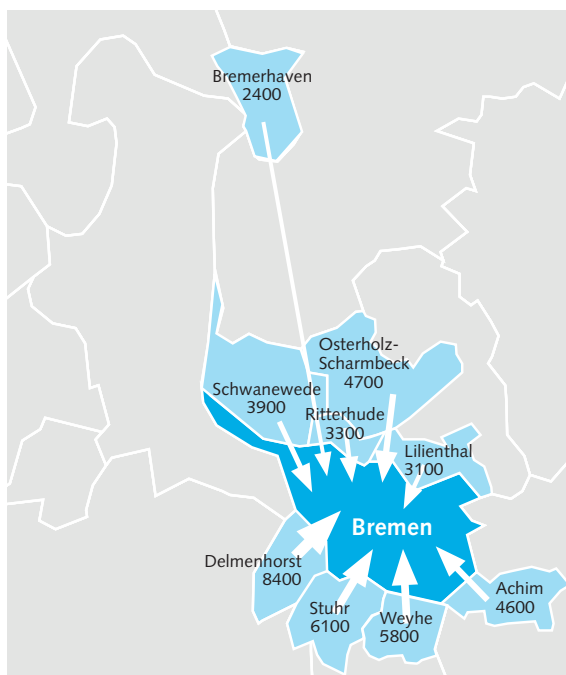 Bremerhaven
2400
Osterholz-
Scharmbeck
4700
Schwanewede
3900
Ritterhude
3300
Lilienthal
3100
Bremen
Delmenhorst
8400
Achim
4600
Stuhr
6100
Weyhe
5800